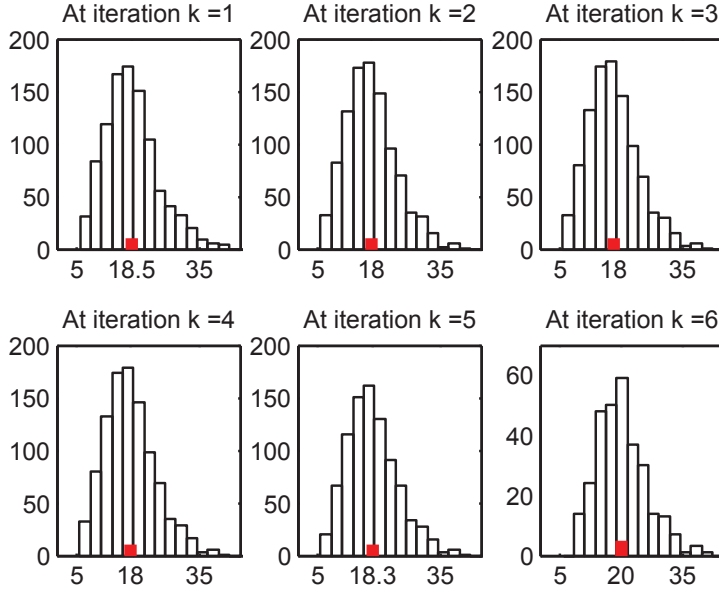 At iteration k =1
At iteration k =2
At iteration k =3
200
150
100
50
0
5 18.5 35
200
150
100
50
0
5 18 35
200
150
100
50
0
5 18 35
At iteration k =4
At iteration k =5
At iteration k =6
200
150
100
50
0
5 18 35
200
150
100
50
0
5 18.3 35
60
40
20
0
5 20 35